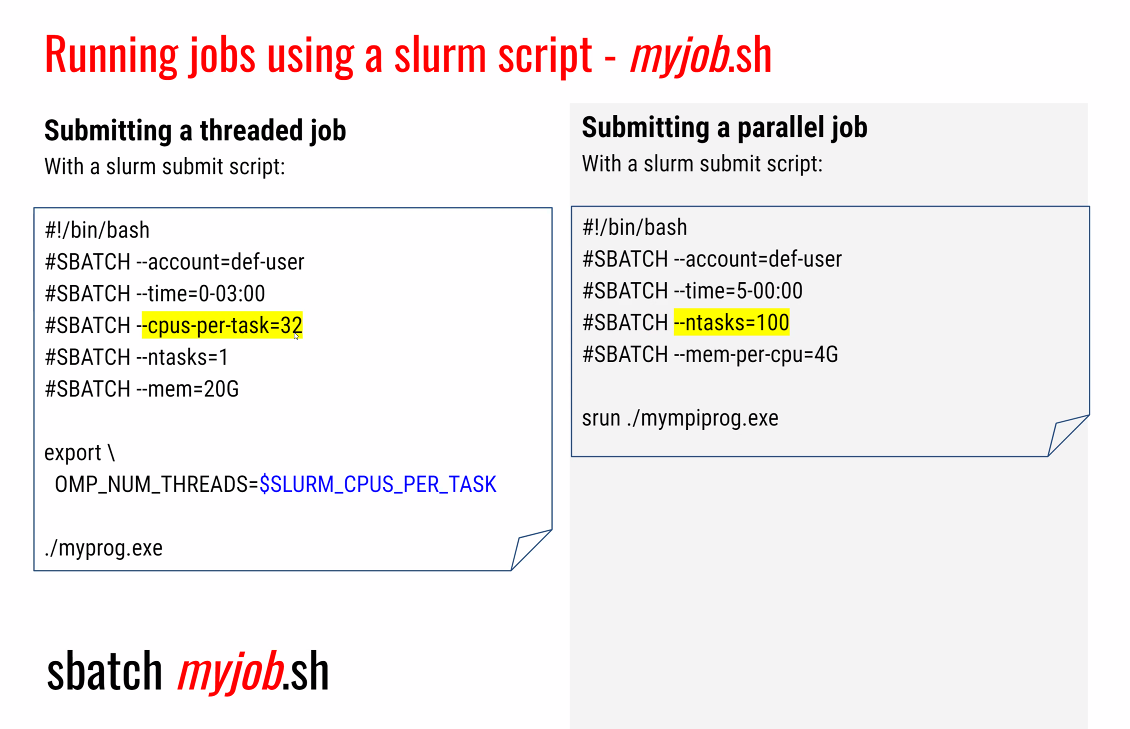 Running jobs using a slurm script - myjob.sh
Submitting a threaded job
With a slurm submit script:
#!/bin/bash
#SBATCH --account=def-user
#SBATCH --time=0-03:00
#SBATCH --cpus-per-task=32
#SBATCH --ntasks=1
#SBATCH --mem=20G
export \
OMP_NUM_THREADS=$SLURM_CPUS_PER_TASK
./myprog.exe
sbatch myjob.sh
Submitting a parallel job
With a slurm submit script:
#!/bin/bash
#SBATCH --account=def-user
#SBATCH --time=5-00:00
#SBATCH --ntasks=100
#SBATCH --mem-per-cpu=4G
srun ./mympiprog.exe